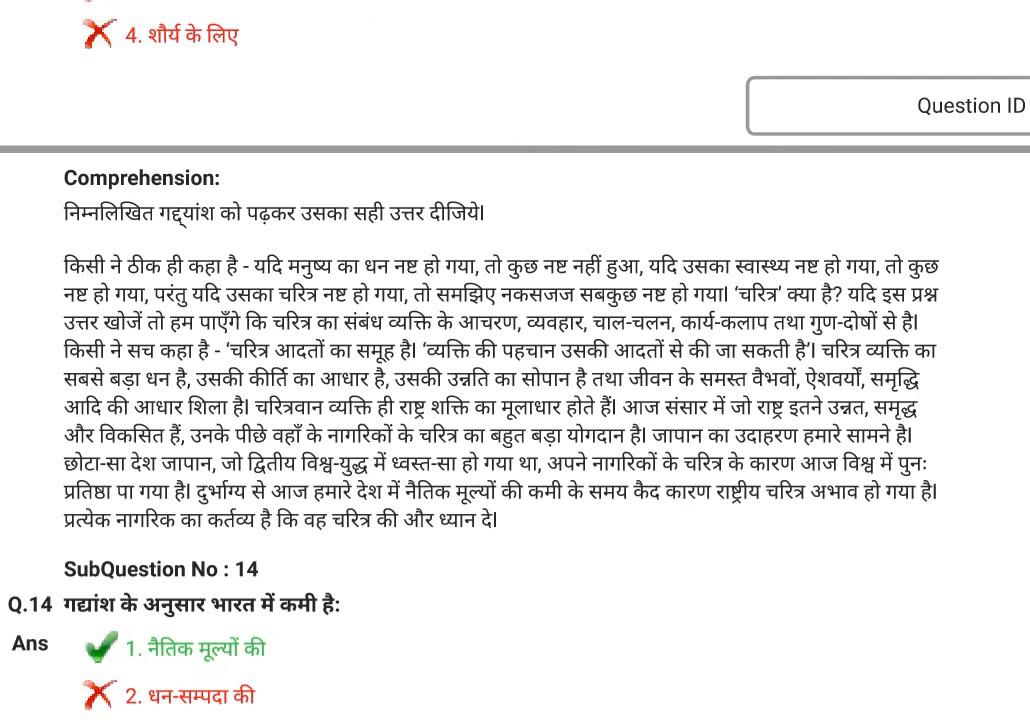 4. शौर्य के लिए
Question ID
Comprehension:
निम्नलिखित गद्द्यांश को पढ़कर उसका सही उत्तर दीजिये।
किसी ने ठीक ही कहा है - यदि मनुष्य का धन नष्ट हो गया, तो कुछ नष्ट नहीं हुआ, यदि उसका स्वास्थ्य नष्ट हो गया, तो कुछ
नष्ट हो गया, परंतु यदि उसका चरित्र नष्ट हो गया, तो समझिए नकसजज सबकुछ नष्ट हो गया। ‘चरित्र’ क्या है? यदि इस प्रश्न
उत्तर खोजें तो हम पाएँगे कि चरित्र का संबंध व्यक्ति के आचरण, व्यवहार, चाल-चलन, कार्य-कलाप तथा गुण-दोषों से है।
किसी ने सच कहा है - ‘चरित्र आदतों का समूह है। ‘व्यक्ति की पहचान उसकी आदतों से की जा सकती है’। चरित्र व्यक्ति का
सबसे बड़ा धन है, उसकी कीर्ति का आधार है, उसकी उन्नति का सोपान है तथा जीवन के समस्त वैभवों, ऐशवर्यों, समृद्धि
आदि की आधार शिला है। चरित्रवान व्यक्ति ही राष्ट्र शक्ति का मूलाधार होते हैं। आज संसार में जो राष्ट्र इतने उन्नत, समृद्ध
और विकसित हैं, उनके पीछे वहाँ के नागरिकों के चरित्र का बहुत बड़ा योगदान है। जापान का उदाहरण हमारे सामने है।
छोटा-सा देश जापान, जो द्वितीय विश्व-युद्ध में ध्वस्त-सा हो गया था, अपने नागरिकों के चरित्र के कारण आज विश्व में पुनः
प्रतिष्ठा पा गया है। दुर्भाग्य से आज हमारे देश में नैतिक मूल्यों की कमी के समय कैद कारण राष्ट्रीय चरित्र अभाव हो गया है।
प्रत्येक नागरिक का कर्तव्य है कि वह चरित्र की और ध्यान दे।
SubQuestion No : 14
Q.14 गद्यांश के अनुसार भारत में कमी है:
Ans 1. नैतिक मूल्यों की
2. धन-सम्पदा की